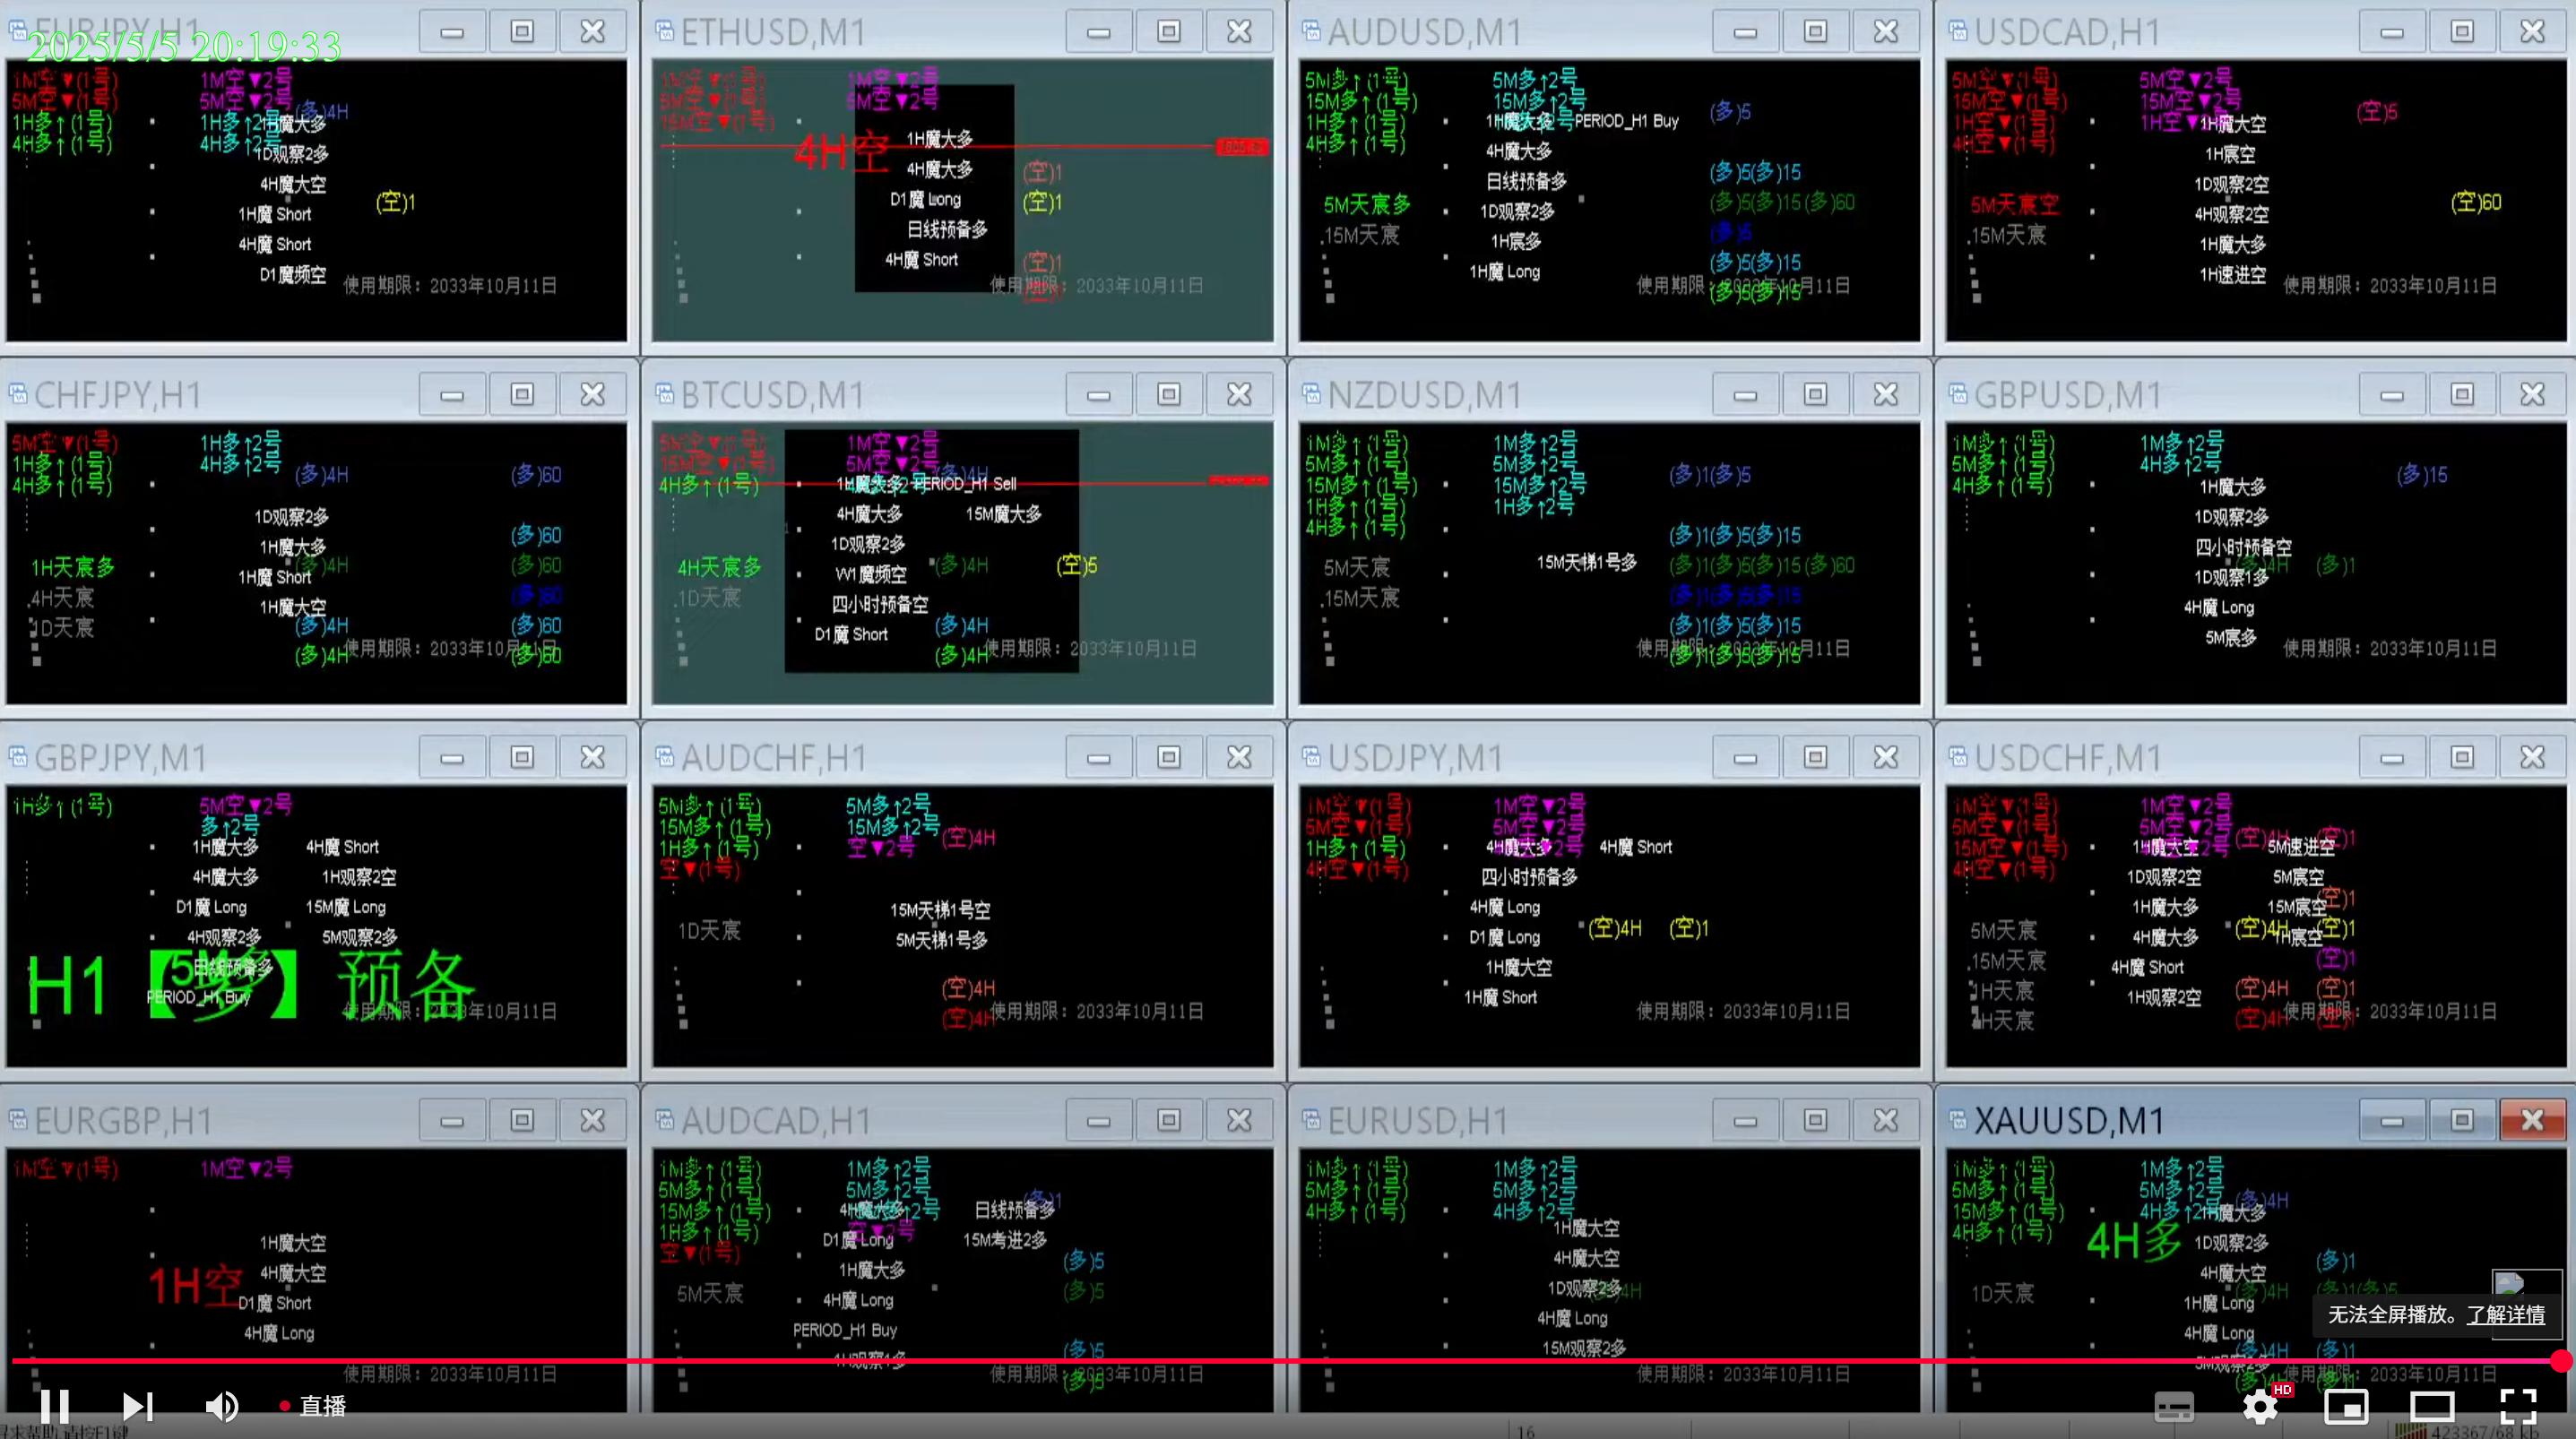 EURJPY,H1
2025/5/5 20:19:33
1M空▼(1号)
5M空▼(1号)
1H多↑(1号)
4H多↑(1号)
1M空▼2号
5M空▼2号
1H多↑2号
4H多↑2号
(多)4H
1H魔大多
1D观察2多
4H魔大空
(空)1
1H魔 Short
4H魔 Short
D1魔频空
使用期限：2033年10月11日
ETHUSD,M1
1M空▼(1号)
5M空▼(1号)
15M空▼(1号)
1M空▼2号
5M空▼2号
4H空
1H魔大多
4H魔大多
(空)1
D1魔 Long
(空)1
日线预备多
4H魔 Short
(空)1
使用期限：2033年10月11日
AUDUSD,M1
5M多↑(1号)
15M多↑(1号)
1H多↑(1号)
4H多↑(1号)
5M多↑2号
15M多↑2号
1H魔大多
PERIOD_H1 Buy
(多)5
4H魔大多
日线预备多
(多)5(多)15
5M天宸多
1D观察2多
(多)5(多)15(多)60
.15M天宸
1H宸多
(多)5
1H魔 Long
(多)5(多)15
使用期限：2033年10月11日
(多)5(多)15
USDCAD,H1
5M空▼(1号)
15M空▼(1号)
1H空▼(1号)
4H空▼(1号)
5M空▼2号
15M空▼2号
1H空▼2号
(空)5
1H魔大空
1H宸空
1D观察2空
5M天宸空
4H观察2空
(空)60
.15M天宸
1H魔大多
1H速进空
使用期限：2033年10月11日
CHFJPY,H1
5M空▼(1号)
1H多↑(1号)
4H多↑(1号)
1H多↑2号
4H多↑2号
(多)4H
(多)60
1D观察2多
(多)60
1H魔大多
1H天宸多
(多)4H
(多)60
1H魔 Short
.4H天宸
(多)60
1H魔大空
1D天宸
(多)4H
(多)60
使用期限：2033年10月11日
(多)4H
(多)60
BTCUSD,M1
5M空▼(1号)
15M空▼(1号)
4H多↑(1号)
1M空▼2号
5M空▼2号
(多)4H
1H魔大多
PERIOD_H1 Sell
4H魔大多
15M魔大多
1D观察2多
4H天宸多
(多)4H
(空)5
W1魔频空
.1D天宸
四小时预备空
D1魔 Short
(多)4H
使用期限：2033年10月11日
(多)4H
NZDUSD,M1
1M多↑(1号)
5M多↑(1号)
15M多↑(1号)
1H多↑(1号)
4H多↑(1号)
1M多↑2号
5M多↑2号
15M多↑2号
1H多↑2号
(多)1(多)5
(多)1(多)5(多)15
5M天宸
15M天梯1号多
(多)1(多)5(多)15(多)60
.15M天宸
(多)1(多)5(多)15
(多)1(多)5(多)15
使用期限：2033年10月11日
(多)1(多)5(多)15
GBPUSD,M1
1M多↑(1号)
5M多↑(1号)
4H多↑(1号)
1M多↑2号
4H多↑2号
(多)15
1H魔大多
1D观察2多
四小时预备空
(多)4H
(多)1
1D观察1多
4H魔 Long
5M宸多
使用期限：2033年10月11日
GBPJPY,M1
1H多↑(1号)
5M空▼2号
多↑2号
1H魔大多
4H魔 Short
4H魔大多
1H观察2空
D1魔 Long
15M魔 Long
4H观察2多
5M观察2多
日线预备多
H1【多】 预备
PERIOD_H1 Buy
使用期限：2033年10月11日
AUDCHF,H1
5M多↑(1号)
15M多↑(1号)
1H多↑(1号)
空▼(1号)
5M多↑2号
15M多↑2号
空▼2号
(空)4H
15M天梯1号空
1D天宸
5M天梯1号多
(空)4H
(空)4H
使用期限：2033年10月11日
USDJPY,M1
1M空▼(1号)
5M空▼(1号)
1H多↑(1号)
4H空▼(1号)
1M空▼2号
5M空▼2号
4H魔大多
4H魔 Short
四小时预备多
4H魔 Long
(空)4H
(空)1
D1魔 Long
1H魔大空
1H魔 Short
使用期限：2033年10月11日
USDCHF,M1
1M空▼(1号)
5M空▼(1号)
15M空▼(1号)
4H空▼(1号)
1M空▼2号
5M空▼2号
(空)4H
(空)1
1H魔大空
5M速进空
1D观察2空
5M宸空
(空)1
1H魔大多
15M宸空
5M天宸
(空)4H
(空)1
4H魔大多
1H宸空
.15M天宸
(空)1
4H魔 Short
1H天宸
(空)4H
(空)1
1H观察2空
4H天宸
(空)4H
使用期限：2033年10月11日
EURGBP,H1
1M空▼(1号)
1M空▼2号
1H魔大空
1H空
4H魔大空
D1魔 Short
4H魔 Long
使用期限：2033年10月11日
AUDCAD,H1
1M多↑(1号)
5M多↑(1号)
15M多↑(1号)
1H多↑(1号)
空▼(1号)
1M多↑2号
5M多↑2号
空▼2号
(多)1
4H魔大多
日线预备多
D1魔 Long
15M考进2多
1H魔大多
(多)5
5M天宸
4H魔 Long
(多)5
PERIOD_H1 Buy
(多)5
1H观察1多
使用期限：2033年10月11日
(多)5
EURUSD,H1
1M多↑(1号)
5M多↑(1号)
4H多↑(1号)
1M多↑2号
5M多↑2号
4H多↑2号
1H魔大空
4H魔大空
1D观察2多
(多)4H
4H魔 Long
15M观察2多
使用期限：2033年10月11日
XAUUSD,M1
1M多↑(1号)
5M多↑(1号)
15M多↑(1号)
4H多↑(1号)
1M多↑2号
5M多↑2号
4H多↑2号
(多)4H
1H魔大多
4H多
1D观察2多
4H魔大空
(多)1
1D天宸
(多)4H
(多)1(多)5
1H魔 Long
4H魔 Long
(多)4H
(多)1
5M观察2多
使用期限：2033年10月11日
无法全屏播放。了解详情
直播
HD
16
423367/68 kb